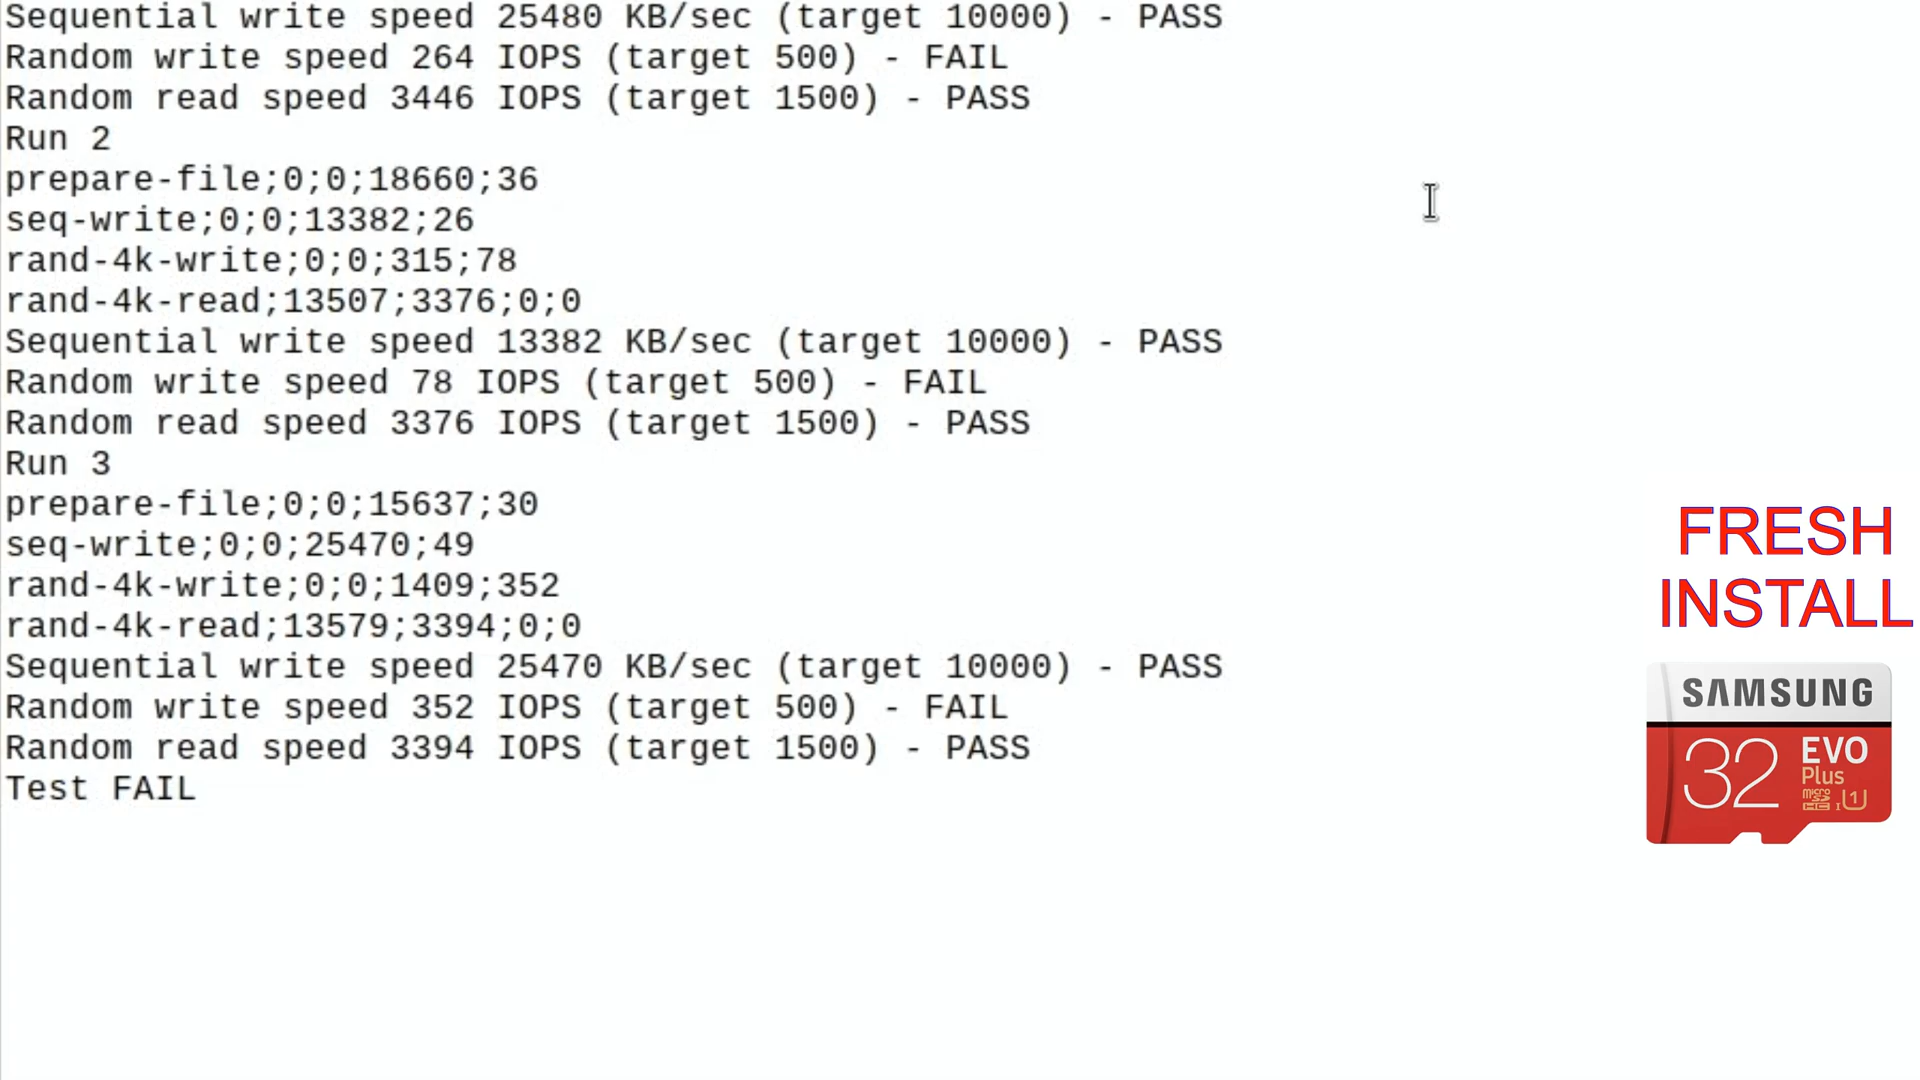 Sequential write speed 25480 KB/sec (target 10000) - PASS
Random write speed 264 IOPS (target 500) - FAIL
Random read speed 3446 IOPS (target 1500) - PASS
Run 2
prepare-file;0;0;18660;36
seq-write;0;0;13382;26
rand-4k-write;0;0;315;78
rand-4k-read;13507;3376;0;0
Sequential write speed 13382 KB/sec (target 10000) - PASS
Random write speed 78 IOPS (target 500) - FAIL
Random read speed 3376 IOPS (target 1500) - PASS
Run 3
prepare-file;0;0;15637;30
seq-write;0;0;25470;49
rand-4k-write;0;0;1409;352
rand-4k-read;13579;3394;0;0
Sequential write speed 25470 KB/sec (target 10000) - PASS
Random write speed 352 IOPS (target 500) - FAIL
Random read speed 3394 IOPS (target 1500) - PASS
Test FAIL
FRESH
INSTALL
SAMSUNG
32 EVO
Plus
micro SD HC I U1